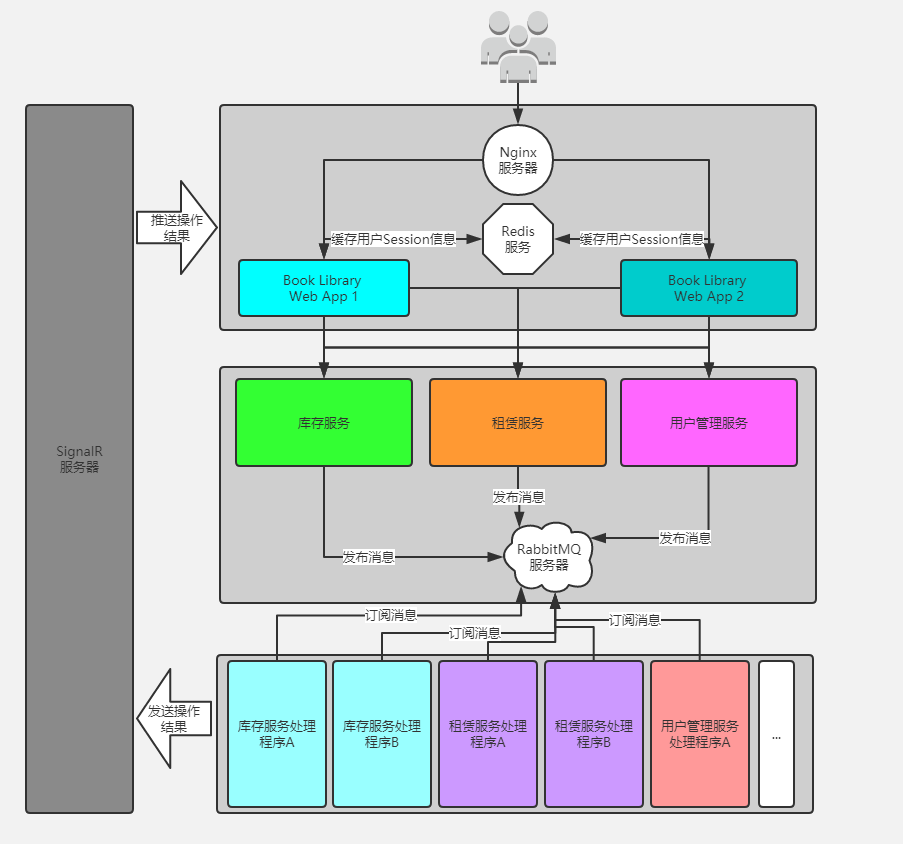 Nginx
服务器
推送操作
结果
缓存用户Session信息
Redis
服务
缓存用户Session信息
Book Library
Web App 1
Book Library
Web App 2
库存服务
租赁服务
用户管理服务
SignalR
服务器
发布消息
发布消息
发布消息
RabbitMQ
服务器
订阅消息
订阅消息
订阅消息
发送操作
结果
库存服务处理
程序A
库存服务处理
程序B
租赁服务处理
程序A
租赁服务处理
程序B
用户管理服务
处理程序A
...